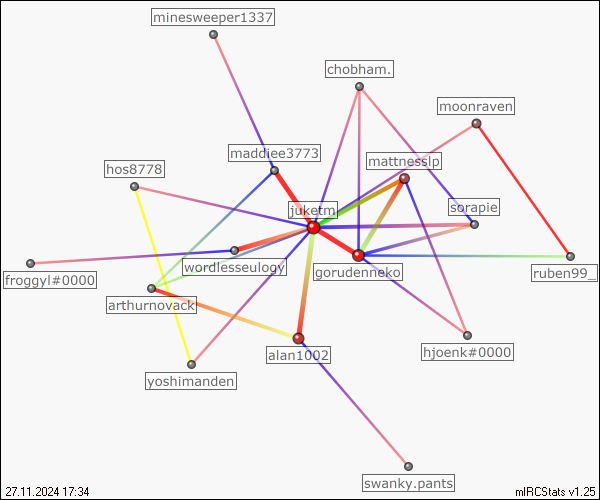 minesweeper1337
chobham.
moonraven
maddiee3773
mattnesslp
hos8778
juketm
sorapie
wordlesseulogy
gorudenneko
froggyl#0000
ruben99_
arthurnovack
alan1002
hjoenk#0000
yoshimanden
swanky.pants
27.11.2024 17:34
mIRCStats v1.25